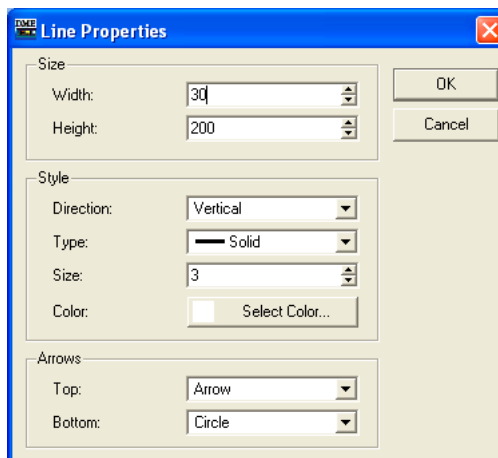 DME
Line Properties
Size
Width: 30
Height: 200
OK
Cancel
Style
Direction: Vertical
Type: Solid
Size: 3
Color: Select Color...
Arrows
Top: Arrow
Bottom: Circle